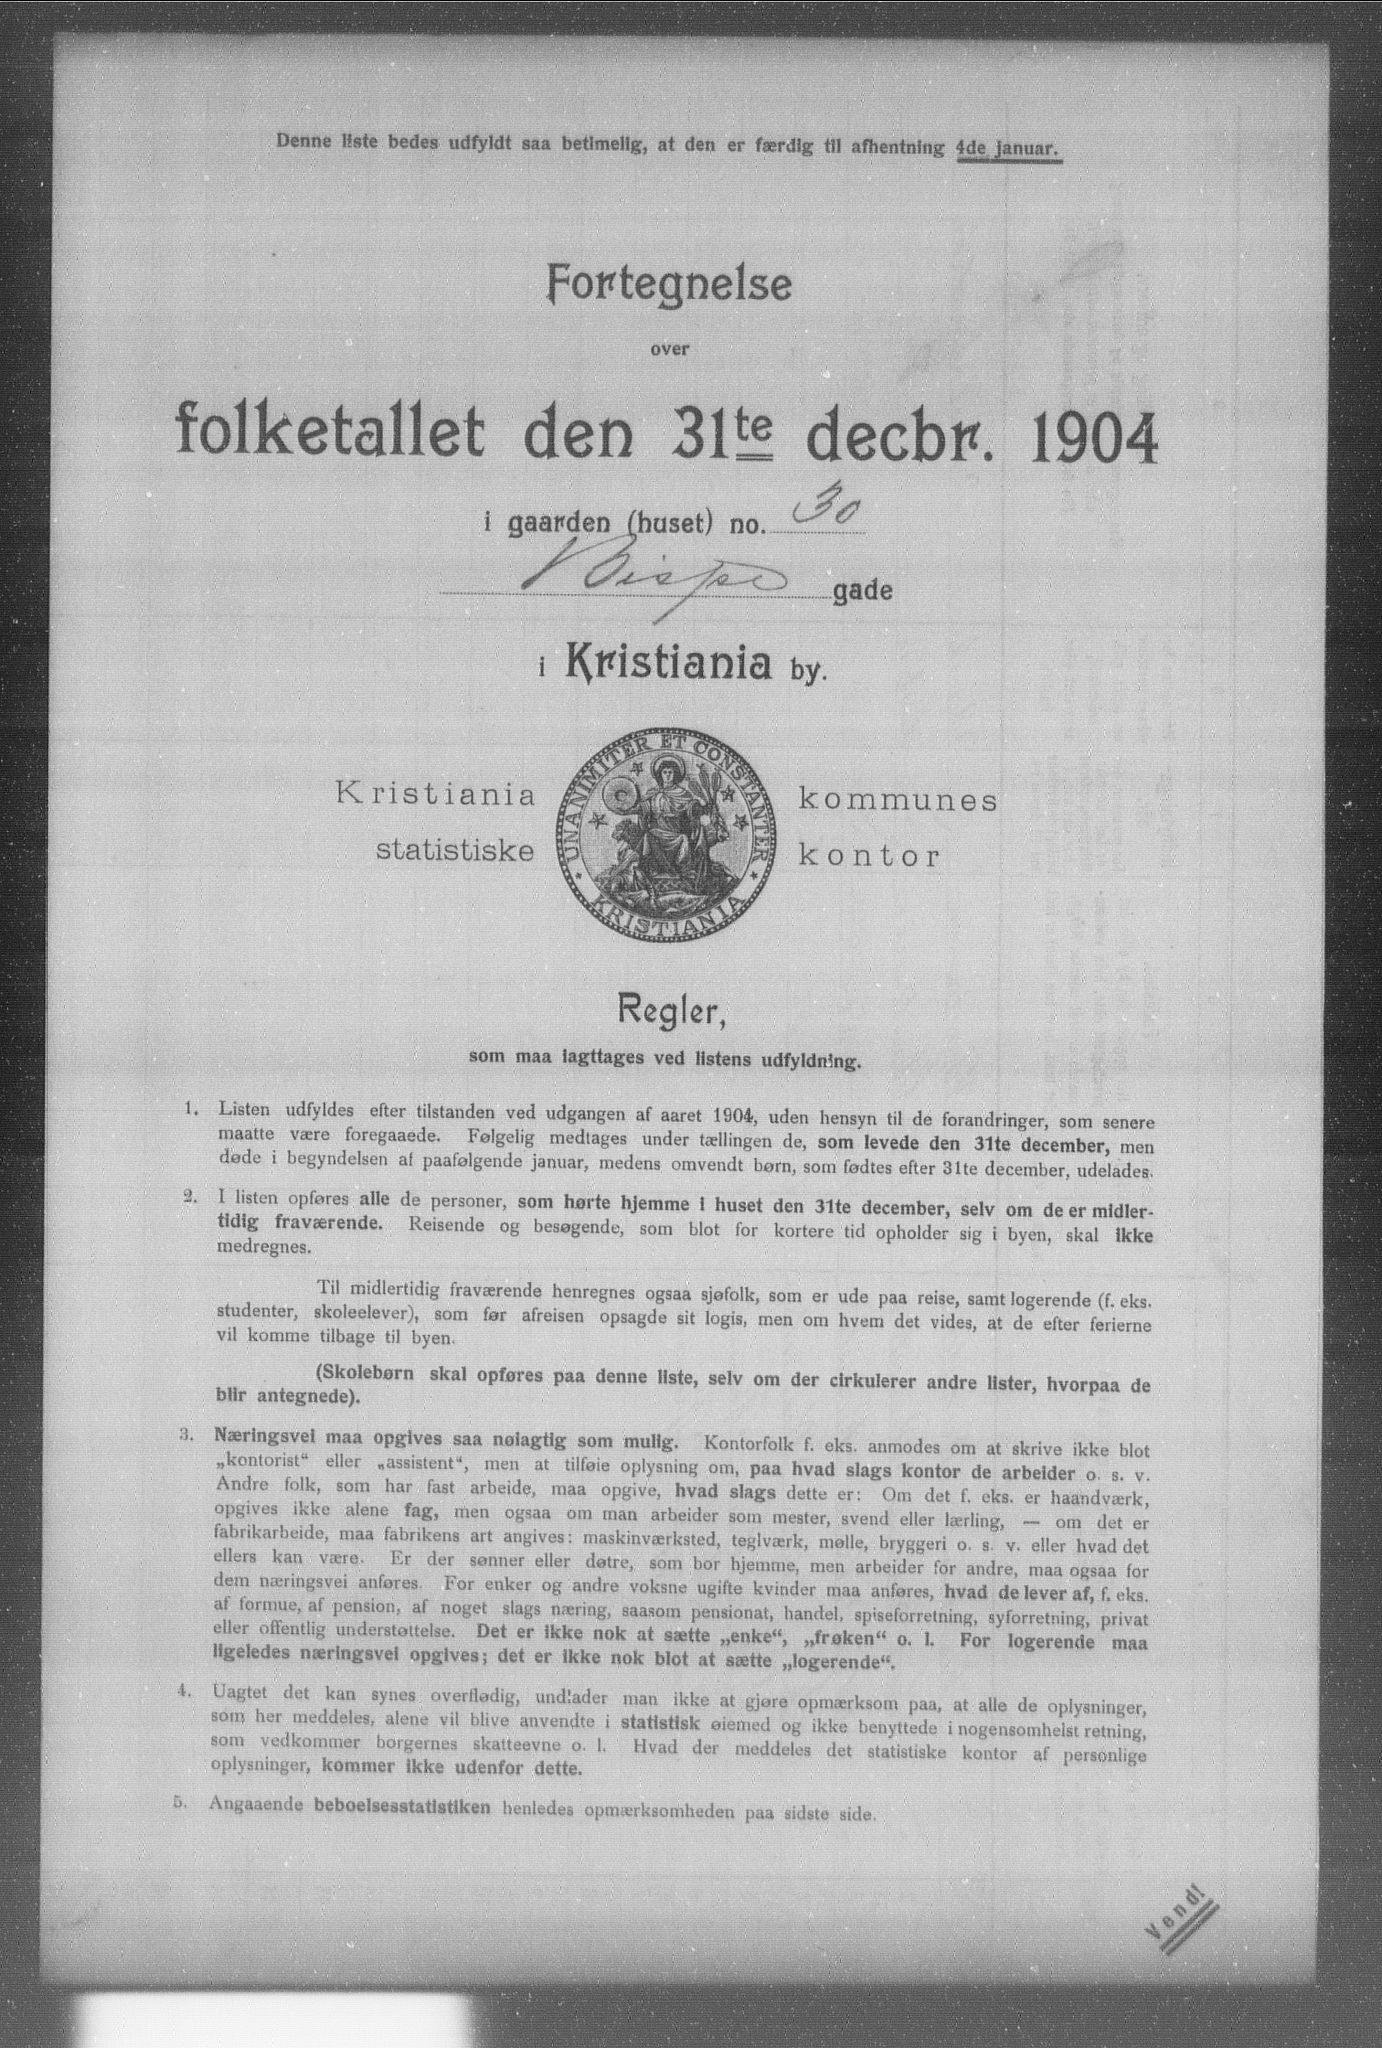 Denne liste bedes udfyldt saa betimelig, at den er færdig til afhentning 4de januar.
Fortegnelse
over
folketallet den 31te decbr. 1904
i gaarden (huset) no. 30
Bispe gade
i Kristiania by.
Kristiania kommunes
statistiske kontor
UNANIMITER ET CONSTANTER
KRISTIANIA
Regler,
som maa iagttages ved listens udfyldning.
1. Listen udfyldes efter tilstanden ved udgangen af aaret 1904, uden hensyn til de forandringer, som senere
maatte være foregaaede. Følgelig medtages under tællingen de, som levede den 31te december, men
døde i begyndelsen af paafølgende januar, medens omvendt børn, som fødtes efter 31te december, udelades.
2. I listen opføres alle de personer, som hørte hjemme i huset den 31te december, selv om de er midler-
tidig fraværende. Reisende og besøgende, som blot for kortere tid opholder sig i byen, skal ikke
medregnes.
Til midlertidig fraværende henregnes ogsaa sjøfolk, som er ude paa reise, samt logerende (f. eks.
studenter, skoleelever), som før afreisen opsagde sit logis, men om hvem det vides, at de efter ferierne
vil komme tilbage til byen.
(Skolebørn skal opføres paa denne liste, selv om der cirkulerer andre lister, hvorpaa de
blir antegnede).
3. Næringsvei maa opgives saa nøiagtig som mulig. Kontorfolk f. eks. anmodes om at skrive ikke blot
„kontorist“ eller „assistent“, men at tilføie oplysning om, paa hvad slags kontor de arbeider o. s. v.
Andre folk, som har fast arbeide, maa opgive, hvad slags dette er: Om det f. eks. er haandværk,
opgives ikke alene fag, men ogsaa om man arbeider som mester, svend eller lærling, — om det er
fabrikarbeide, maa fabrikens art angives: maskinværksted, teglværk, mølle, bryggeri o. s. v. eller hvad det
ellers kan være. Er der sønner eller døtre, som bor hjemme, men arbeider for andre, maa ogsaa for
dem næringsvei anføres. For enker og andre voksne ugifte kvinder maa anføres, hvad de lever af, f. eks.
af formue, af pension, af noget slags næring, saasom pensionat, handel, spiseforretning, syforretning, privat
eller offentlig understøttelse. Det er ikke nok at sætte „enke“, „frøken“ o. l. For logerende maa
ligeledes næringsvei opgives; det er ikke nok blot at sætte „logerende“.
4. Uagtet det kan synes overflødig, undlader man ikke at gjøre opmærksom paa, at alle de oplysninger,
som her meddeles, alene vil blive anvendte i statistisk øiemed og ikke benyttede i nogensomhelst retning,
som vedkommer borgernes skatteevne o. l. Hvad der meddeles det statistiske kontor af personlige
oplysninger, kommer ikke udenfor dette.
5. Angaaende beboelsesstatistiken henledes opmærksomheden paa sidste side.
Vend!